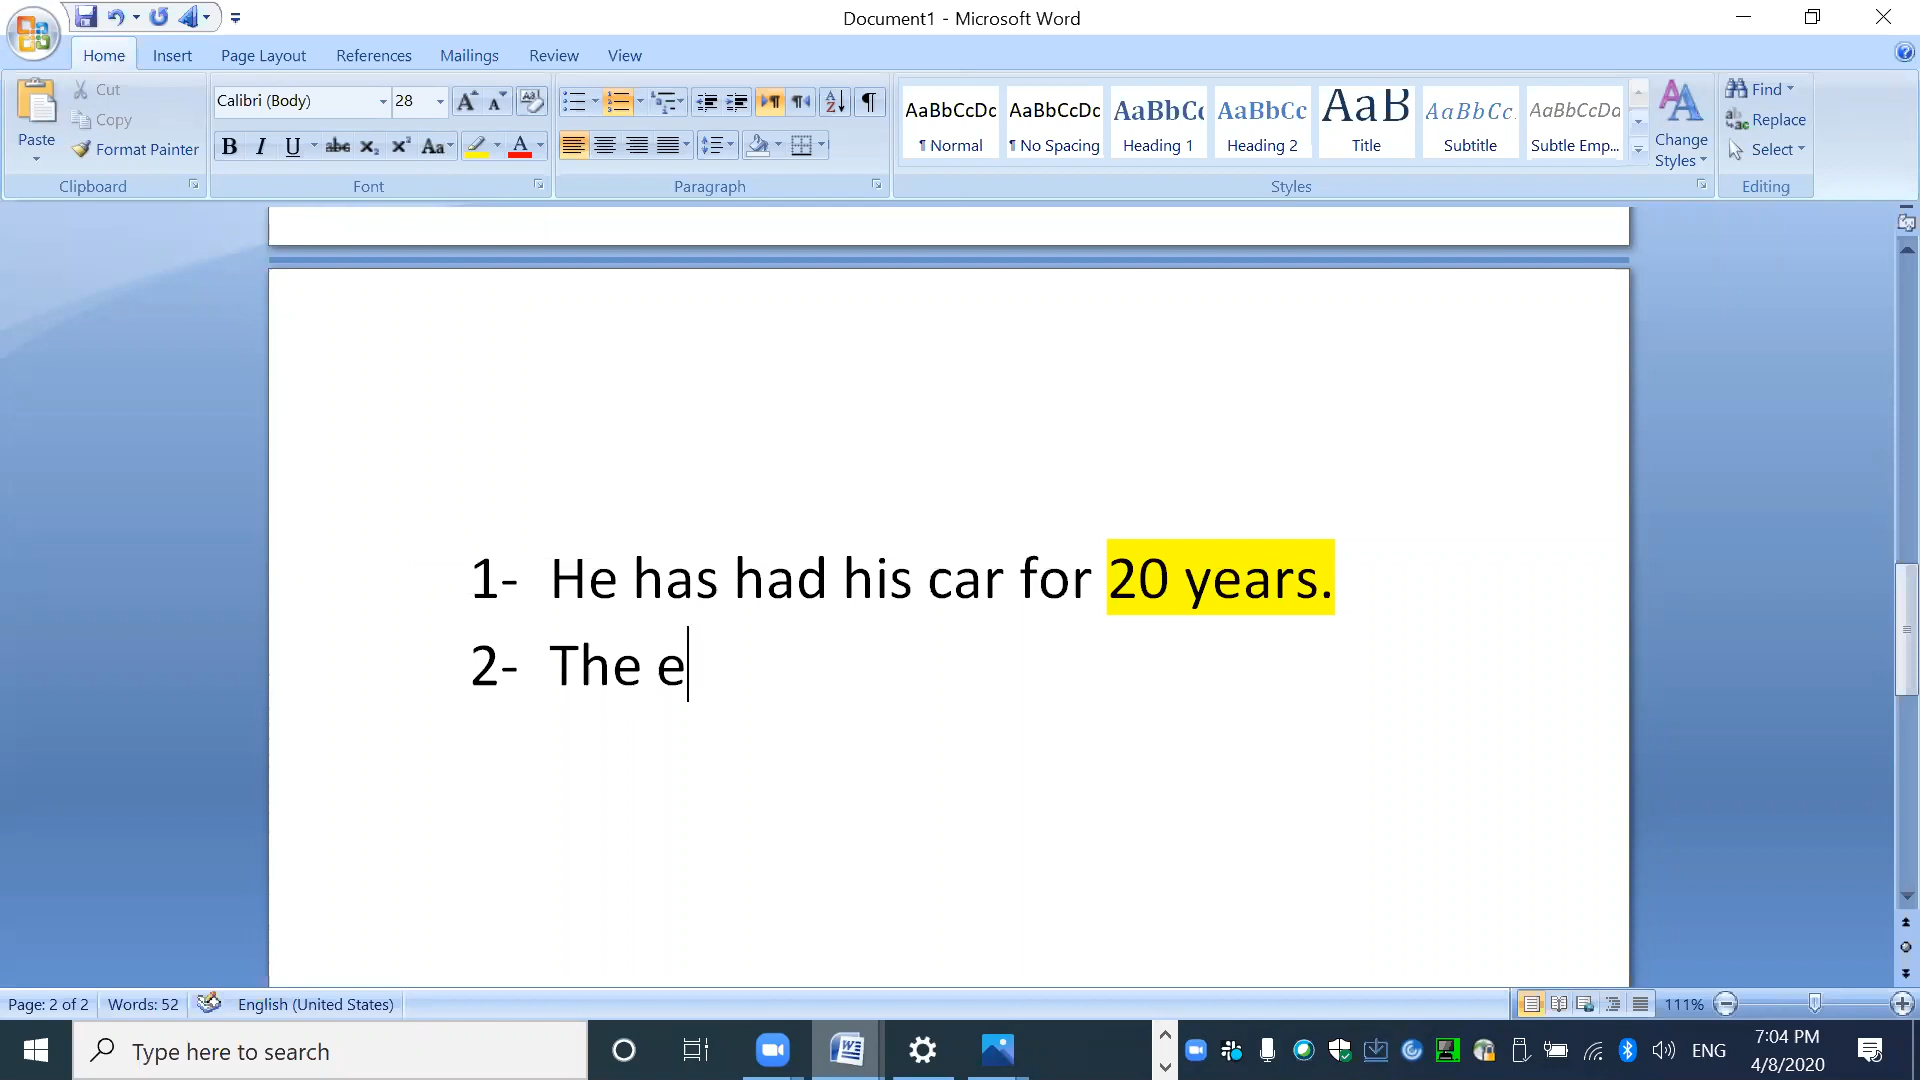 Document1 - Microsoft Word
Home Insert Page Layout References Mailings Review View
Paste
Cut
Copy
Format Painter
Clipboard
Calibri (Body) 28
B I U abc x₂ x² Aa A
Font
Paragraph
AaBbCcDc AaBbCcDc AaBbCc AaBbCc AaB AaBbCc. AaBbCcDa
¶ Normal ¶ No Spacing Heading 1 Heading 2 Title Subtitle Subtle Emp...
Change Styles
Styles
Find
Replace
Select
Editing
1- He has had his car for 20 years.
2- The e
Page: 2 of 2 Words: 52 English (United States) 111%
Type here to search
ENG
7:04 PM
4/8/2020